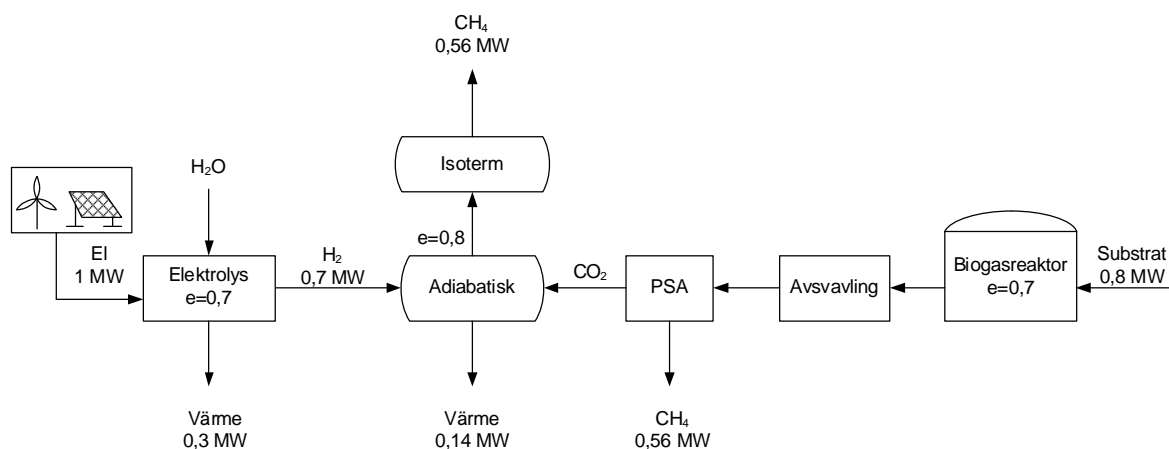 CH₄
0,56 MW
Isoterm
H₂O
e=0,8
El
1 MW
Elektrolys
e=0,7
H₂
0,7 MW
Adiabatisk
CO₂
PSA
Avsvavling
Biogasreaktor
e=0,7
Substrat
0,8 MW
Värme
0,3 MW
Värme
0,14 MW
CH₄
0,56 MW